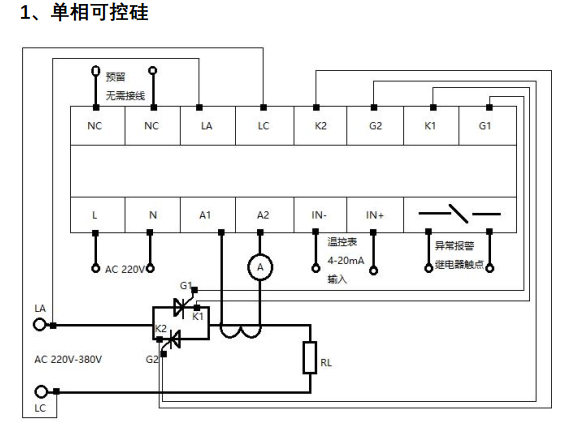 1、单相可控硅
预留
无需接线
NC NC LA LC K2 G2 K1 G1
L N A1 A2 IN- IN+
AC 220V
A
温控表
4-20mA
输入
异常报警
继电器触点
G1
K1
LA
K2
G2
AC 220V-380V
RL
LC